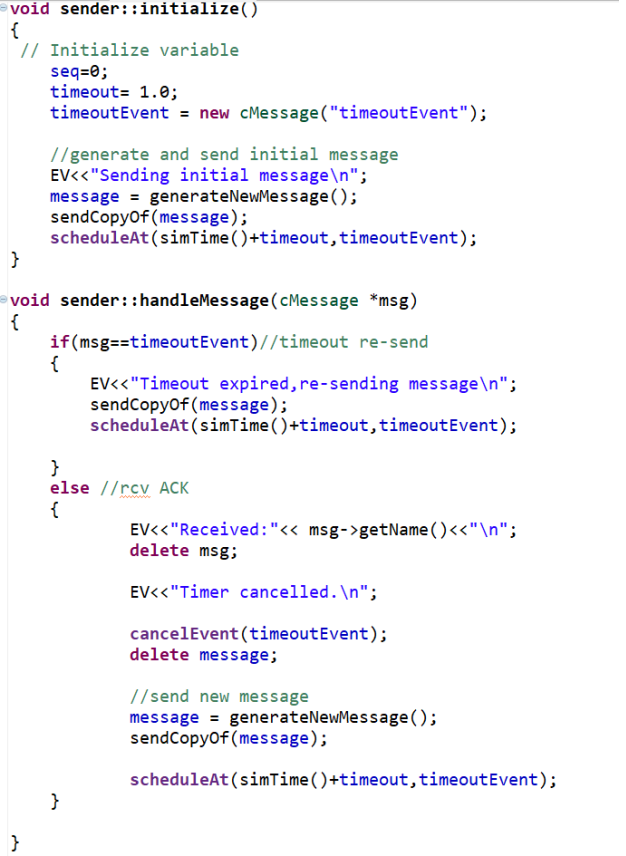 void sender::initialize()
{
 // Initialize variable
    seq=0;
    timeout= 1.0;
    timeoutEvent = new cMessage("timeoutEvent");

    //generate and send initial message
    EV<<"Sending initial message\n";
    message = generateNewMessage();
    sendCopyOf(message);
    scheduleAt(simTime()+timeout,timeoutEvent);
}

void sender::handleMessage(cMessage *msg)
{
    if(msg==timeoutEvent)//timeout re-send
    {
        EV<<"Timeout expired,re-sending message\n";
        sendCopyOf(message);
        scheduleAt(simTime()+timeout,timeoutEvent);

    }
    else //rcv ACK
    {
            EV<<"Received:"<< msg->getName()<<"\n";
            delete msg;

            EV<<"Timer cancelled.\n";

            cancelEvent(timeoutEvent);
            delete message;

            //send new message
            message = generateNewMessage();
            sendCopyOf(message);

            scheduleAt(simTime()+timeout,timeoutEvent);
    }

}